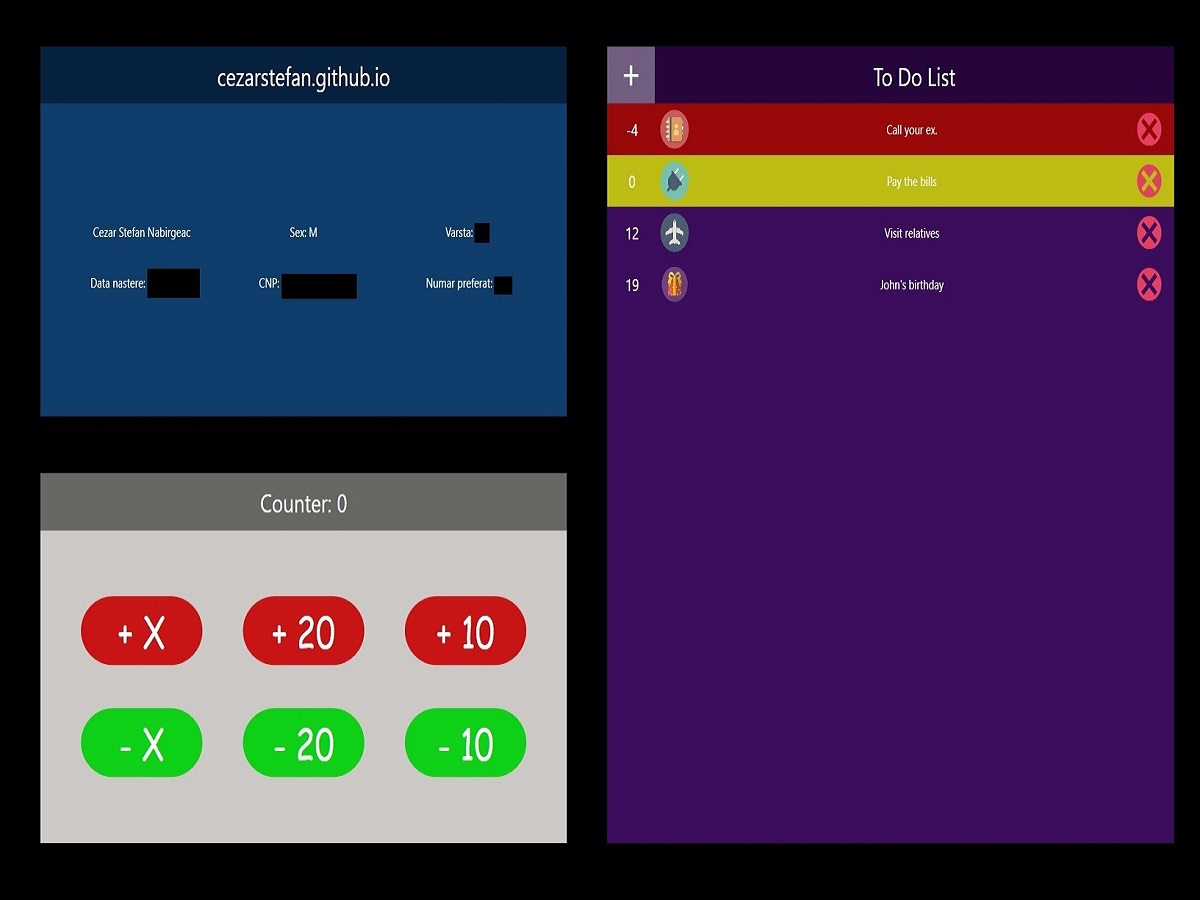 cezarstefan.github.io
Cezar Stefan Nabirgeac Sex: M Varsta:
Data nastere: CNP: Numar preferat:
Counter: 0
+ X + 20 + 10
- X - 20 - 10
+ To Do List
-4 Call your ex.
0 Pay the bills
12 Visit relatives
19 John's birthday